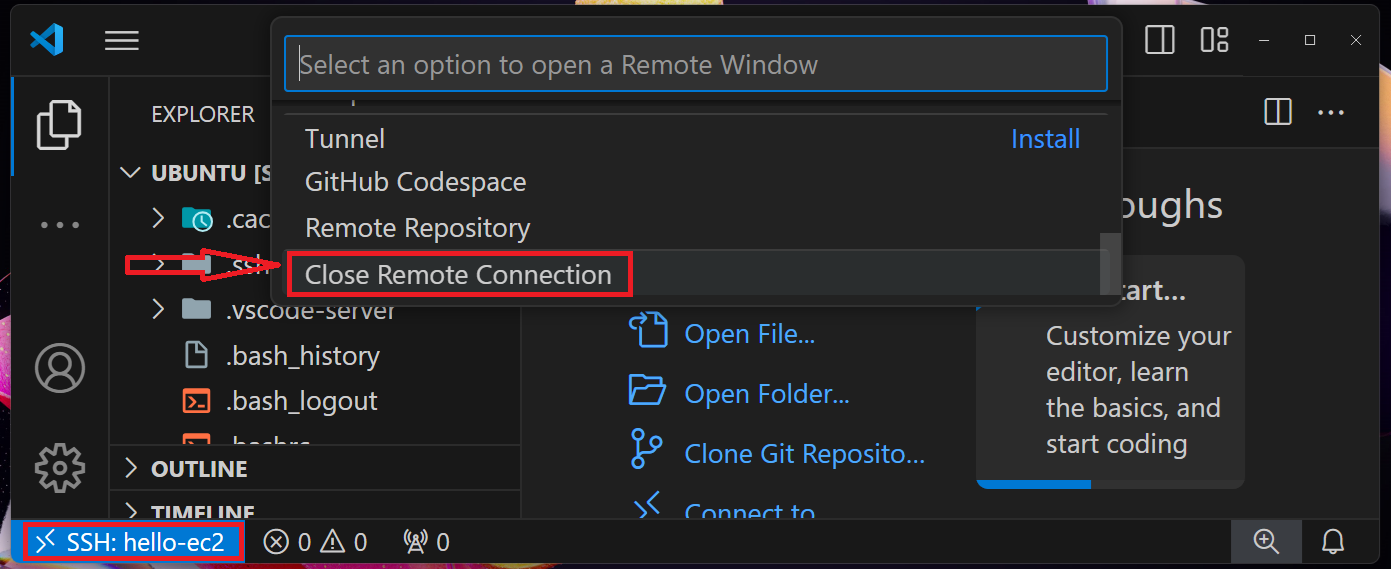 Select an option to open a Remote Window
EXPLORER
Tunnel
Install
GitHub Codespace
Remote Repository
Close Remote Connection
UBUNTU [S
.cac
.ssh
.vscode-server
.bash_history
.bash_logout
.bashrc
OUTLINE
TIMELINE
oughs
Open File...
Open Folder...
Clone Git Reposito...
Connect to
tart...
Customize your
editor, learn
the basics, and
start coding
SSH: hello-ec2
0
0
0